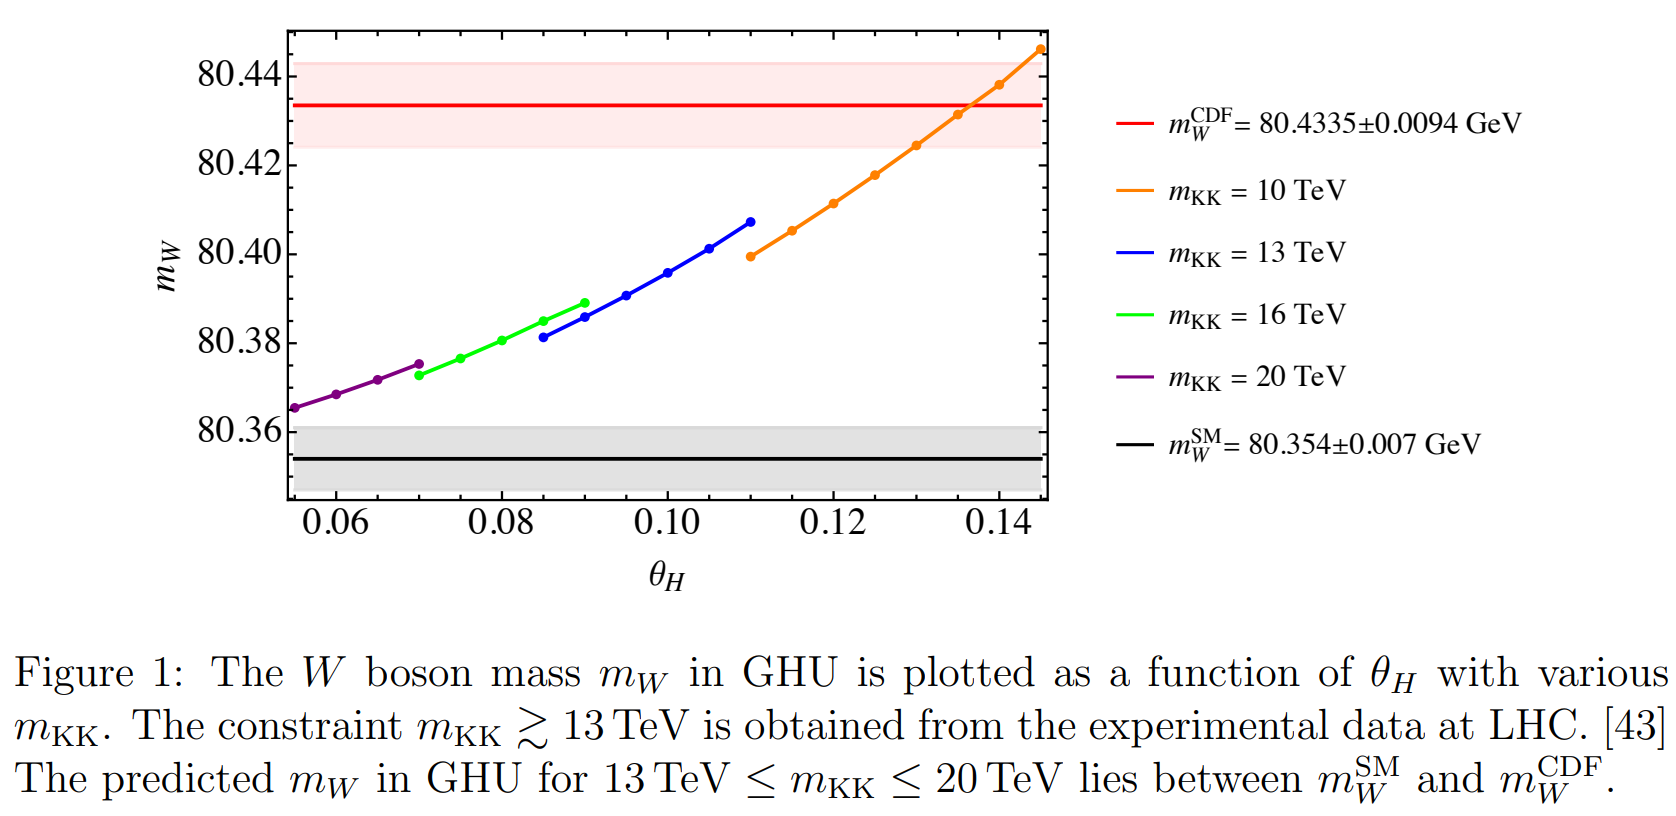 80.44
80.42
80.40
80.38
80.36
m_W
0.06 0.08 0.10 0.12 0.14
θ_H
m_W^CDF = 80.4335±0.0094 GeV
m_KK = 10 TeV
m_KK = 13 TeV
m_KK = 16 TeV
m_KK = 20 TeV
m_W^SM = 80.354±0.007 GeV
Figure 1: The W boson mass m_W in GHU is plotted as a function of θ_H with various
m_KK. The constraint m_KK ≳ 13 TeV is obtained from the experimental data at LHC. [43]
The predicted m_W in GHU for 13 TeV ≤ m_KK ≤ 20 TeV lies between m_W^SM and m_W^CDF.